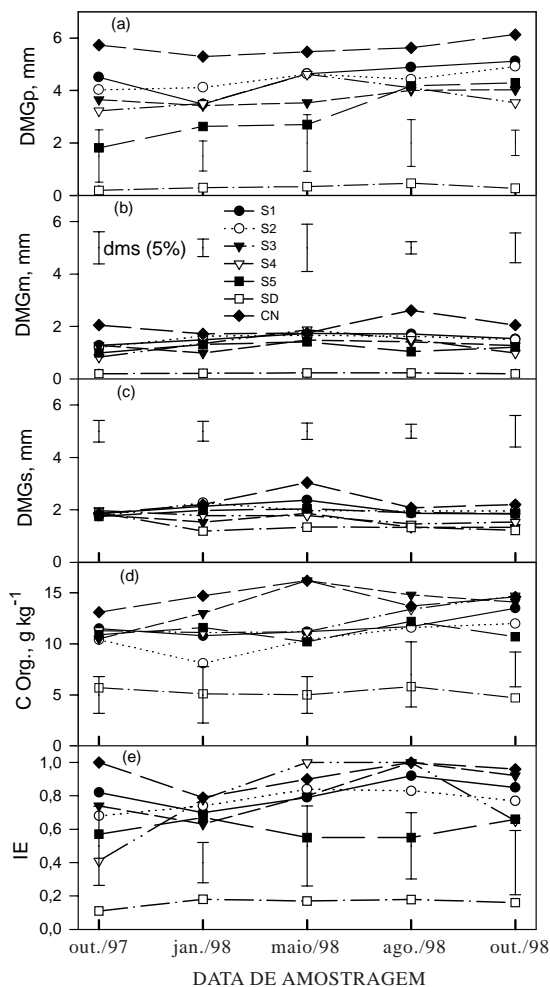 (a)
6
4
2
0
DMGp, mm
(b)
dms (5%)
S1
S2
S3
S4
S5
SD
CN
6
4
2
0
DMGm, mm
(c)
6
4
2
0
DMGs, mm
(d)
15
10
5
0
C Org., g kg⁻¹
(e)
1,0
0,8
0,6
0,4
0,2
0,0
IE
out./97 jan./98 maio/98 ago./98 out./98
DATA DE AMOSTRAGEM